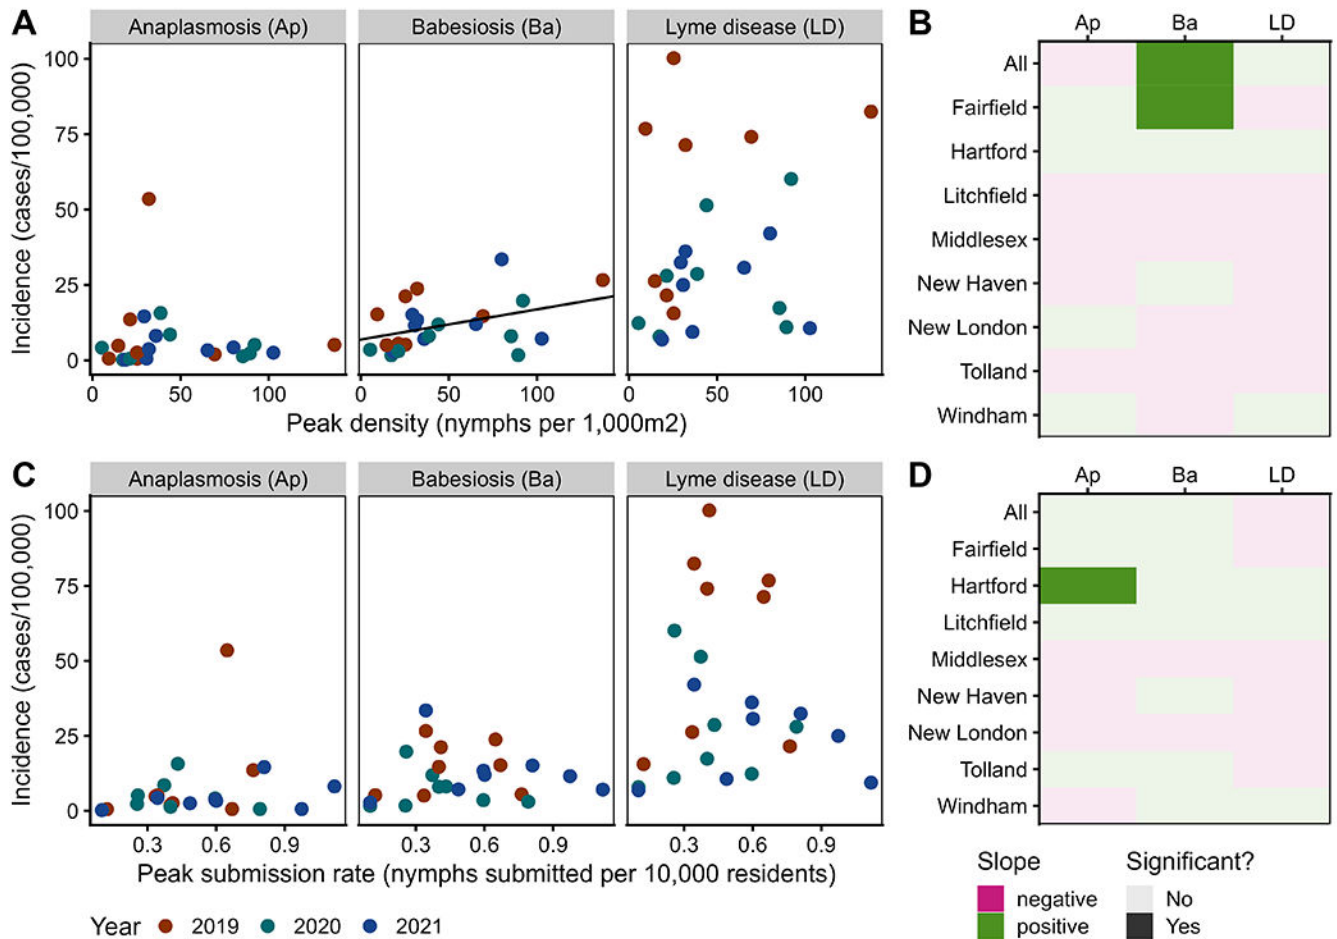 A
Anaplasmosis (Ap) Babesiosis (Ba) Lyme disease (LD)
Incidence (cases/100,000)
100
75
50
25
0
0 50 100 0 50 100 0 50 100
Peak density (nymphs per 1,000m2)
B
Ap Ba LD
All
Fairfield
Hartford
Litchfield
Middlesex
New Haven
New London
Tolland
Windham
C
Anaplasmosis (Ap) Babesiosis (Ba) Lyme disease (LD)
Incidence (cases/100,000)
100
75
50
25
0
0.3 0.6 0.9 0.3 0.6 0.9 0.3 0.6 0.9
Peak submission rate (nymphs submitted per 10,000 residents)
Year 2019 2020 2021
D
Ap Ba LD
All
Fairfield
Hartford
Litchfield
Middlesex
New Haven
New London
Tolland
Windham
Slope Significant?
negative No
positive Yes